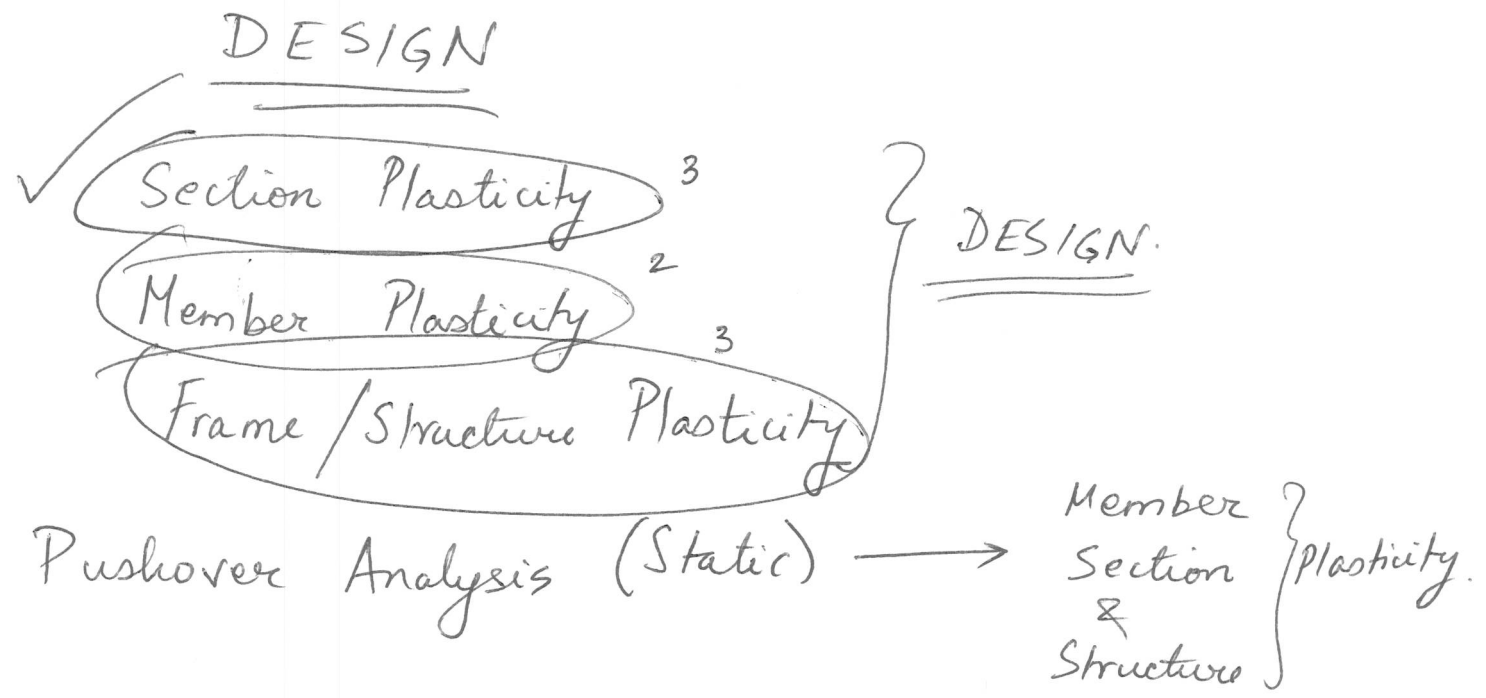 DESIGN
Section Plasticity 3
Member Plasticity 2
Frame/Structure Plasticity 3
DESIGN.
Pushover Analysis (Static) →
Member
Section
&
Structure
Plasticity.